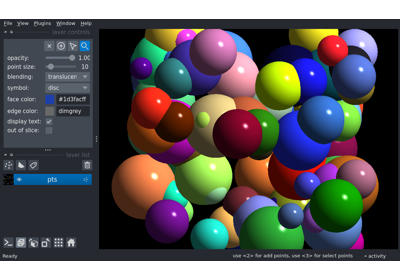 File View Plugins Window Help
layer controls
opacity: 1.00
point size: 10
blending: translucen
symbol: disc
face color: #1d3facff
edge color: dimgrey
display text:
out of slice:
layer list
pts
Ready use <2> for add points, use <3> for select points activity